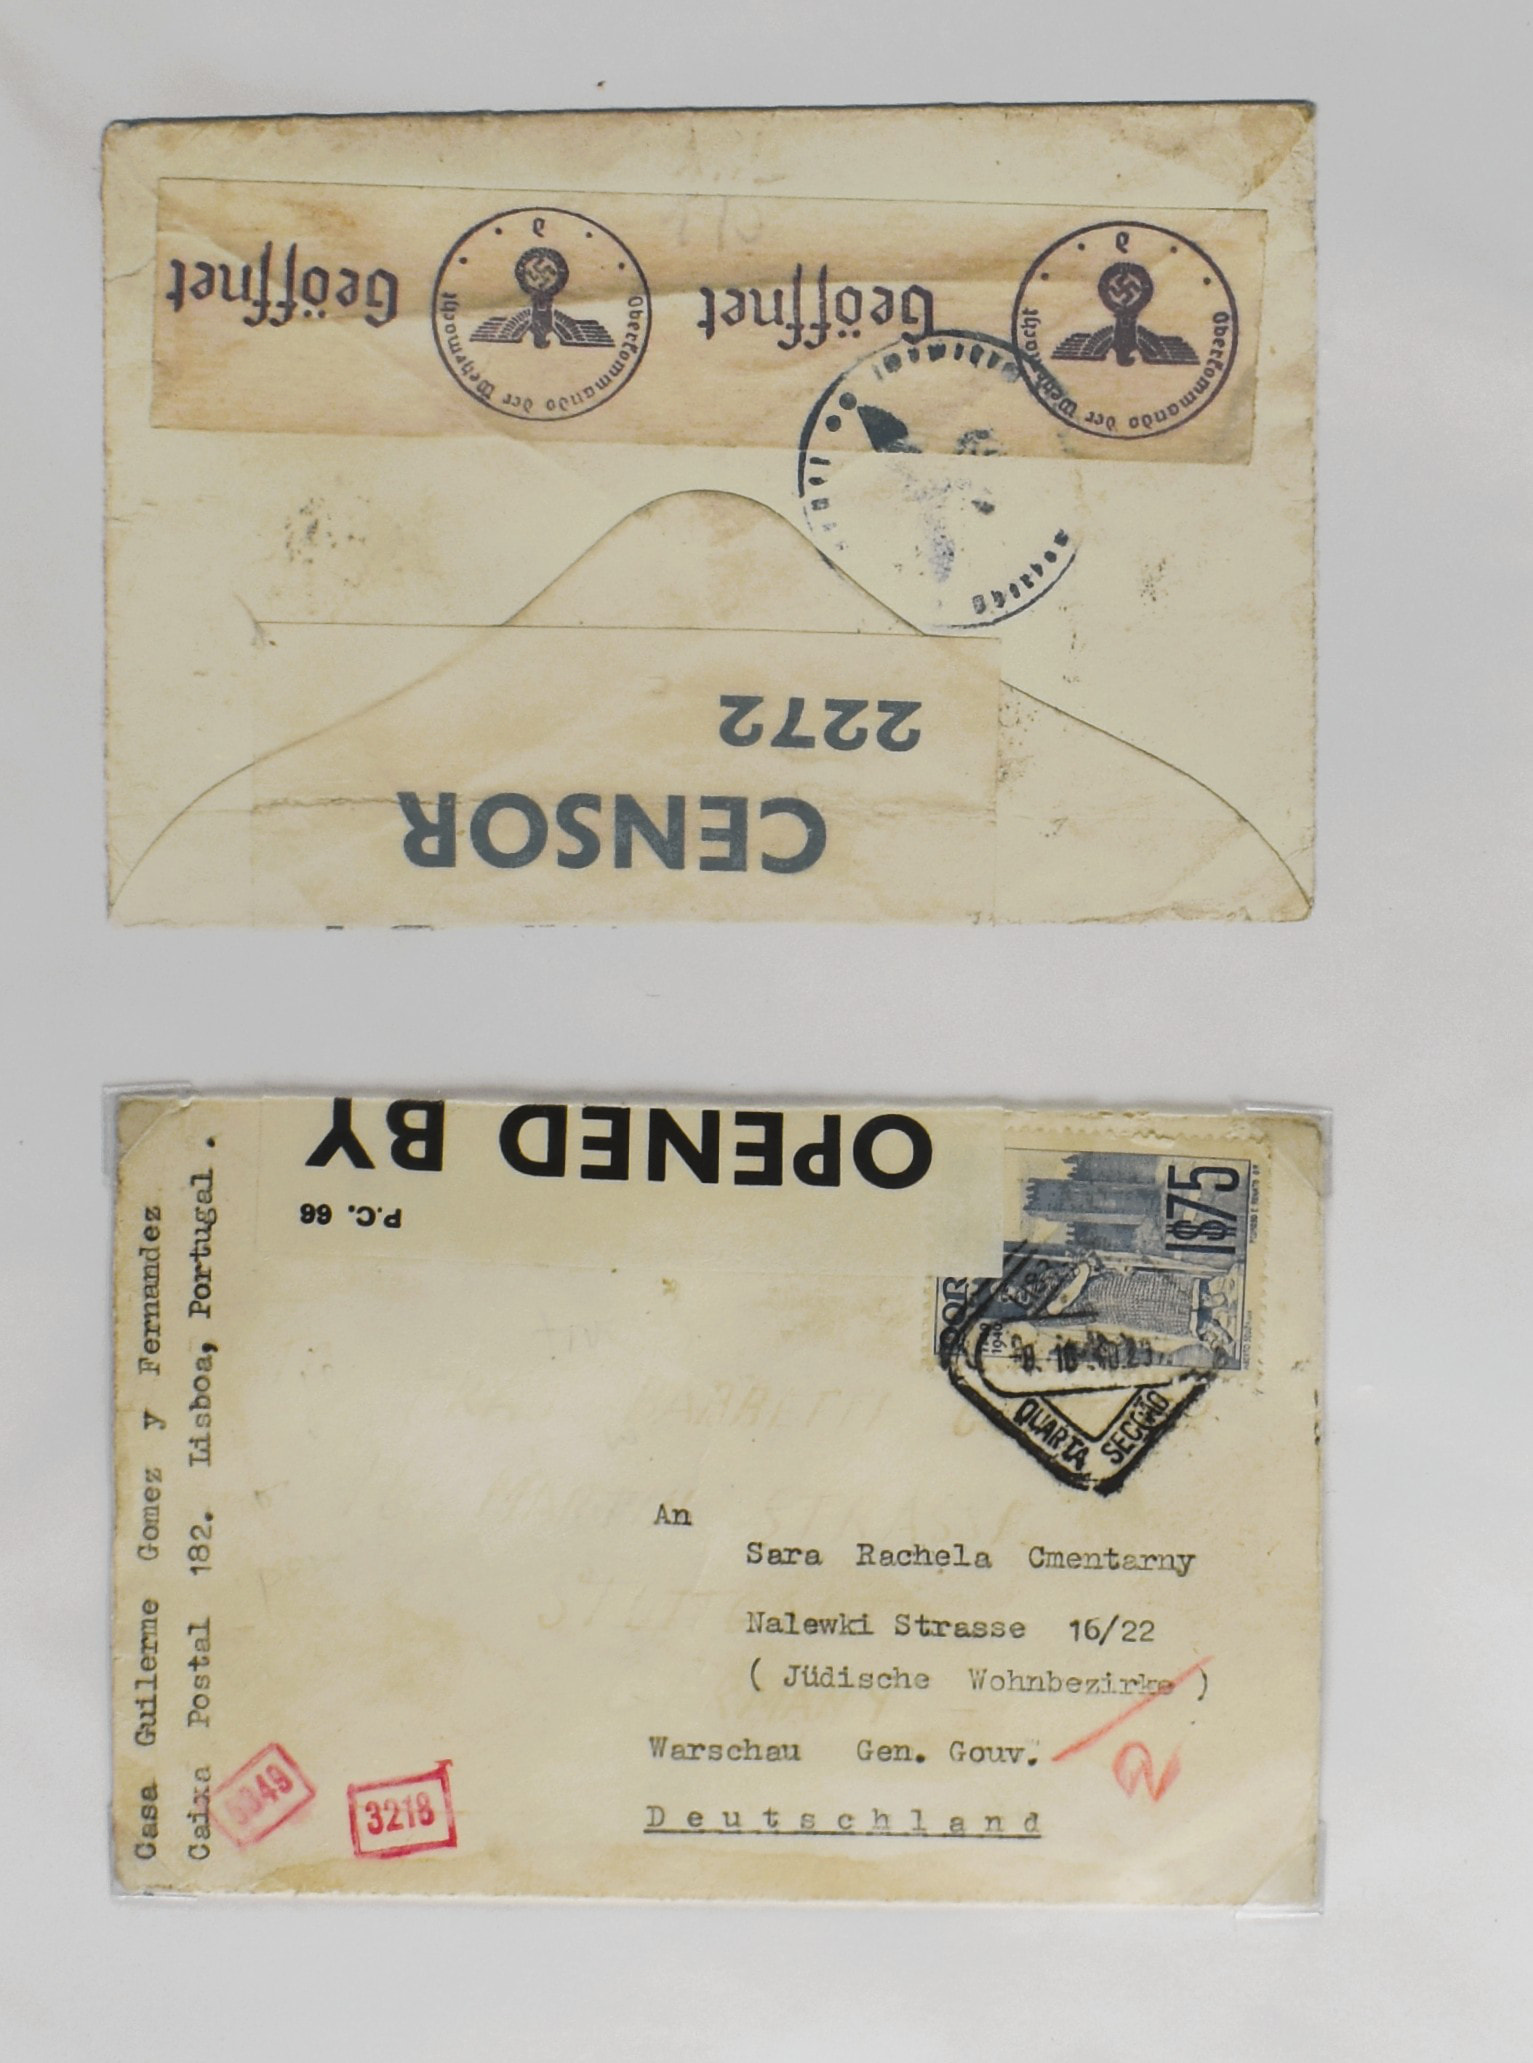 Geöffnet
Oberkommando der Wehrmacht
d
Geöffnet
Oberkommando der Wehrmacht
d
CENSOR
2272
OPENED BY
P.C. 66
Casa Guilerme Gomez y Fernandez
Caixa Postal 182. Lisboa, Portugal.
1$75
QUARTA SECÇÃO
An
Sara Rachela Cmentarny
Nalewki Strasse 16/22
( Jüdische Wohnbezirke )
Warschau Gen. Gouv.
Deutschland
2
3218